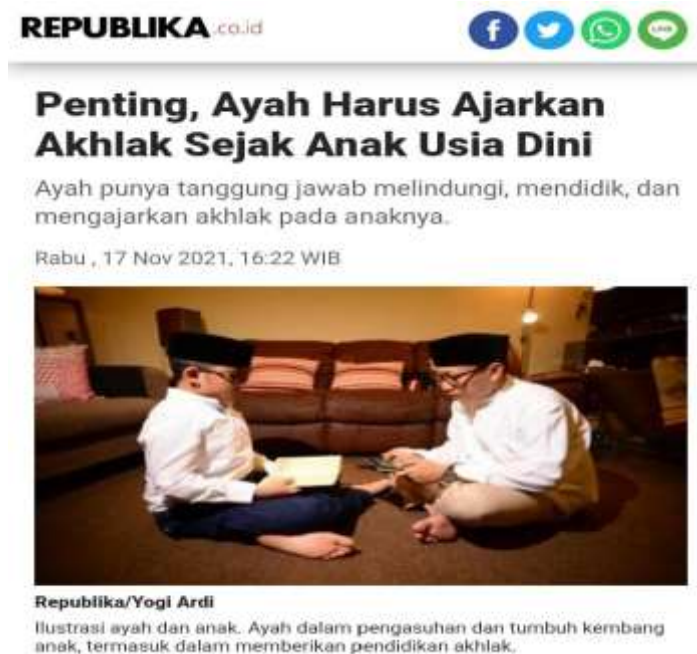 REPUBLIKA.co.id
LINE
Penting, Ayah Harus Ajarkan
Akhlak Sejak Anak Usia Dini
Ayah punya tanggung jawab melindungi, mendidik, dan
mengajarkan akhlak pada anaknya.
Rabu , 17 Nov 2021, 16:22 WIB
Republika/Yogi Ardi
Ilustrasi ayah dan anak. Ayah dalam pengasuhan dan tumbuh kembang
anak, termasuk dalam memberikan pendidikan akhlak.